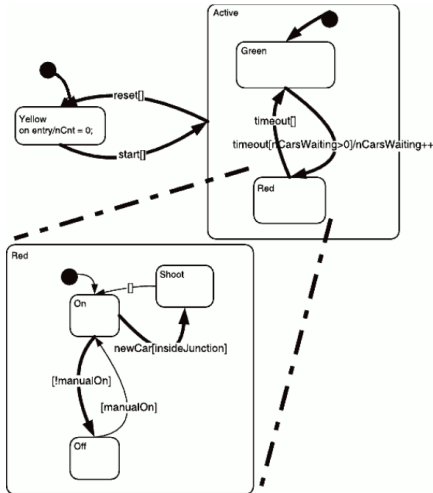 Active
Green
reset[]
Yellow
on entry/nCnt = 0;
timeout[]
start[]
timeout[nCarsWaiting>0]/nCarsWaiting++
Red
Red
Shoot
[]
On
newCar[insideJunction]
[!manualOn]
[manualOn]
Off